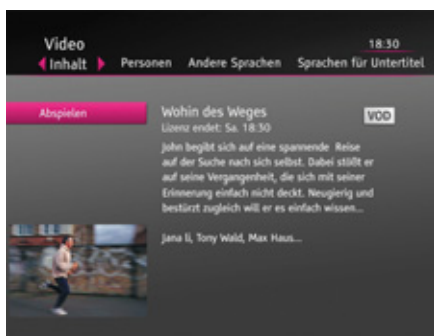 Video
18:30
Inhalt Personen Andere Sprachen Sprachen für Untertitel
Abspielen
Wohin des Weges
VOD
Lizenz endet: Sa. 18:30
John begibt sich auf eine spannende Reise
auf der Suche nach sich selbst. Dabei stößt er
auf seine Vergangenheit, die sich mit seiner
Erinnerung einfach nicht deckt. Neugierig und
bestürzt zugleich will er es einfach wissen...
Jana li, Tony Wald, Max Haus...